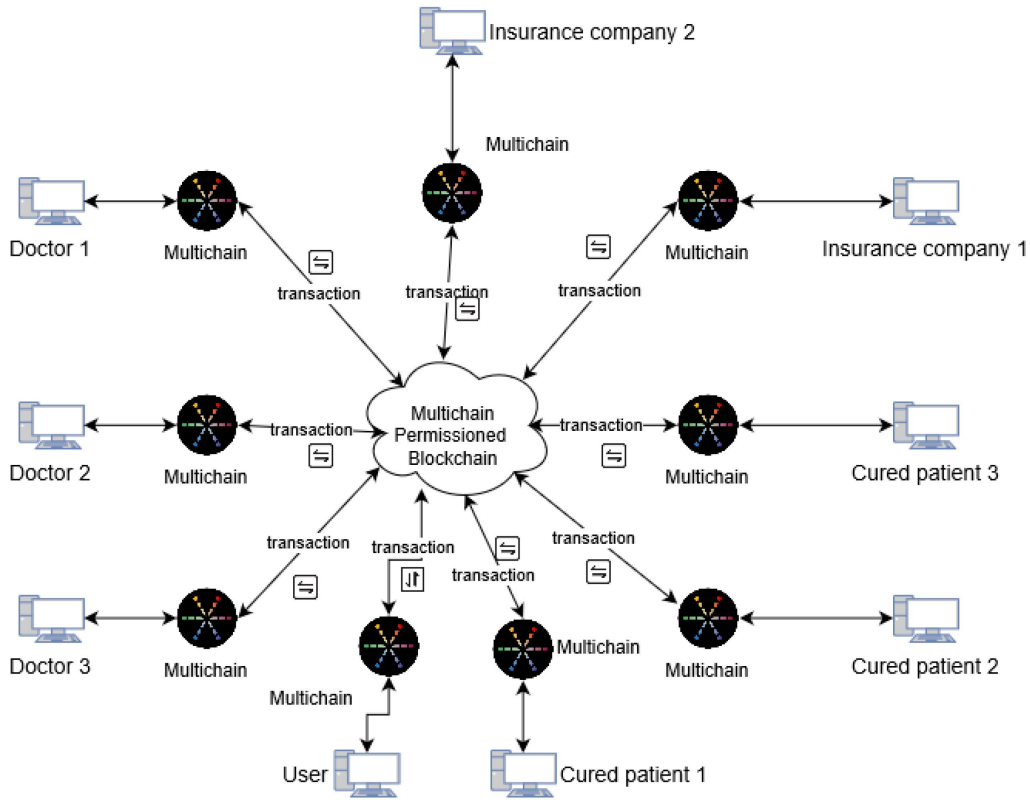 Insurance company 2
Multichain
Doctor 1
Multichain
Multichain
Insurance company 1
transaction
transaction
transaction
Multichain
Permissioned
Blockchain
Doctor 2
Multichain
transaction
transaction
Multichain
Cured patient 3
transaction
transaction
transaction
transaction
Doctor 3
Multichain
Multichain
Multichain
Multichain
Cured patient 2
User
Cured patient 1